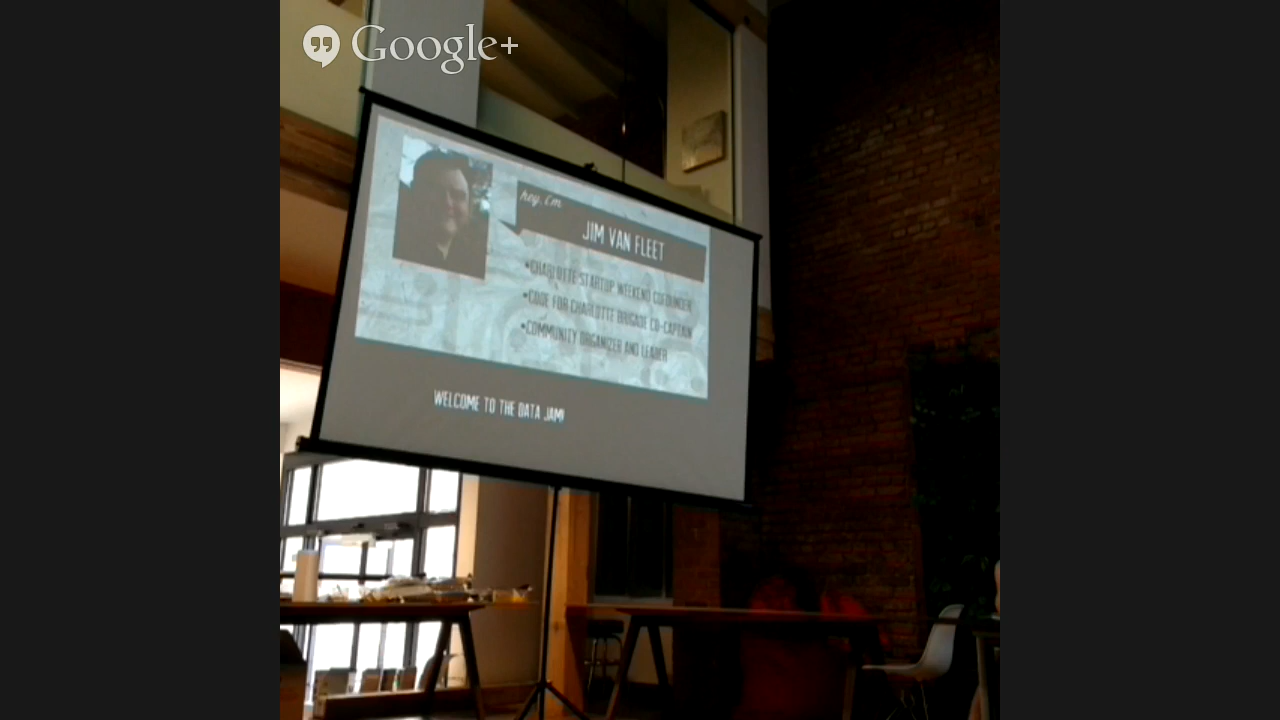 Google+
hey, i'm
JIM VAN FLEET
•CHARLOTTE STARTUP WEEKEND COFOUNDER
•CODE FOR CHARLOTTE BRIGADE CO-CAPTAIN
•COMMUNITY ORGANIZER AND LEADER
WELCOME TO THE DATA JAM!